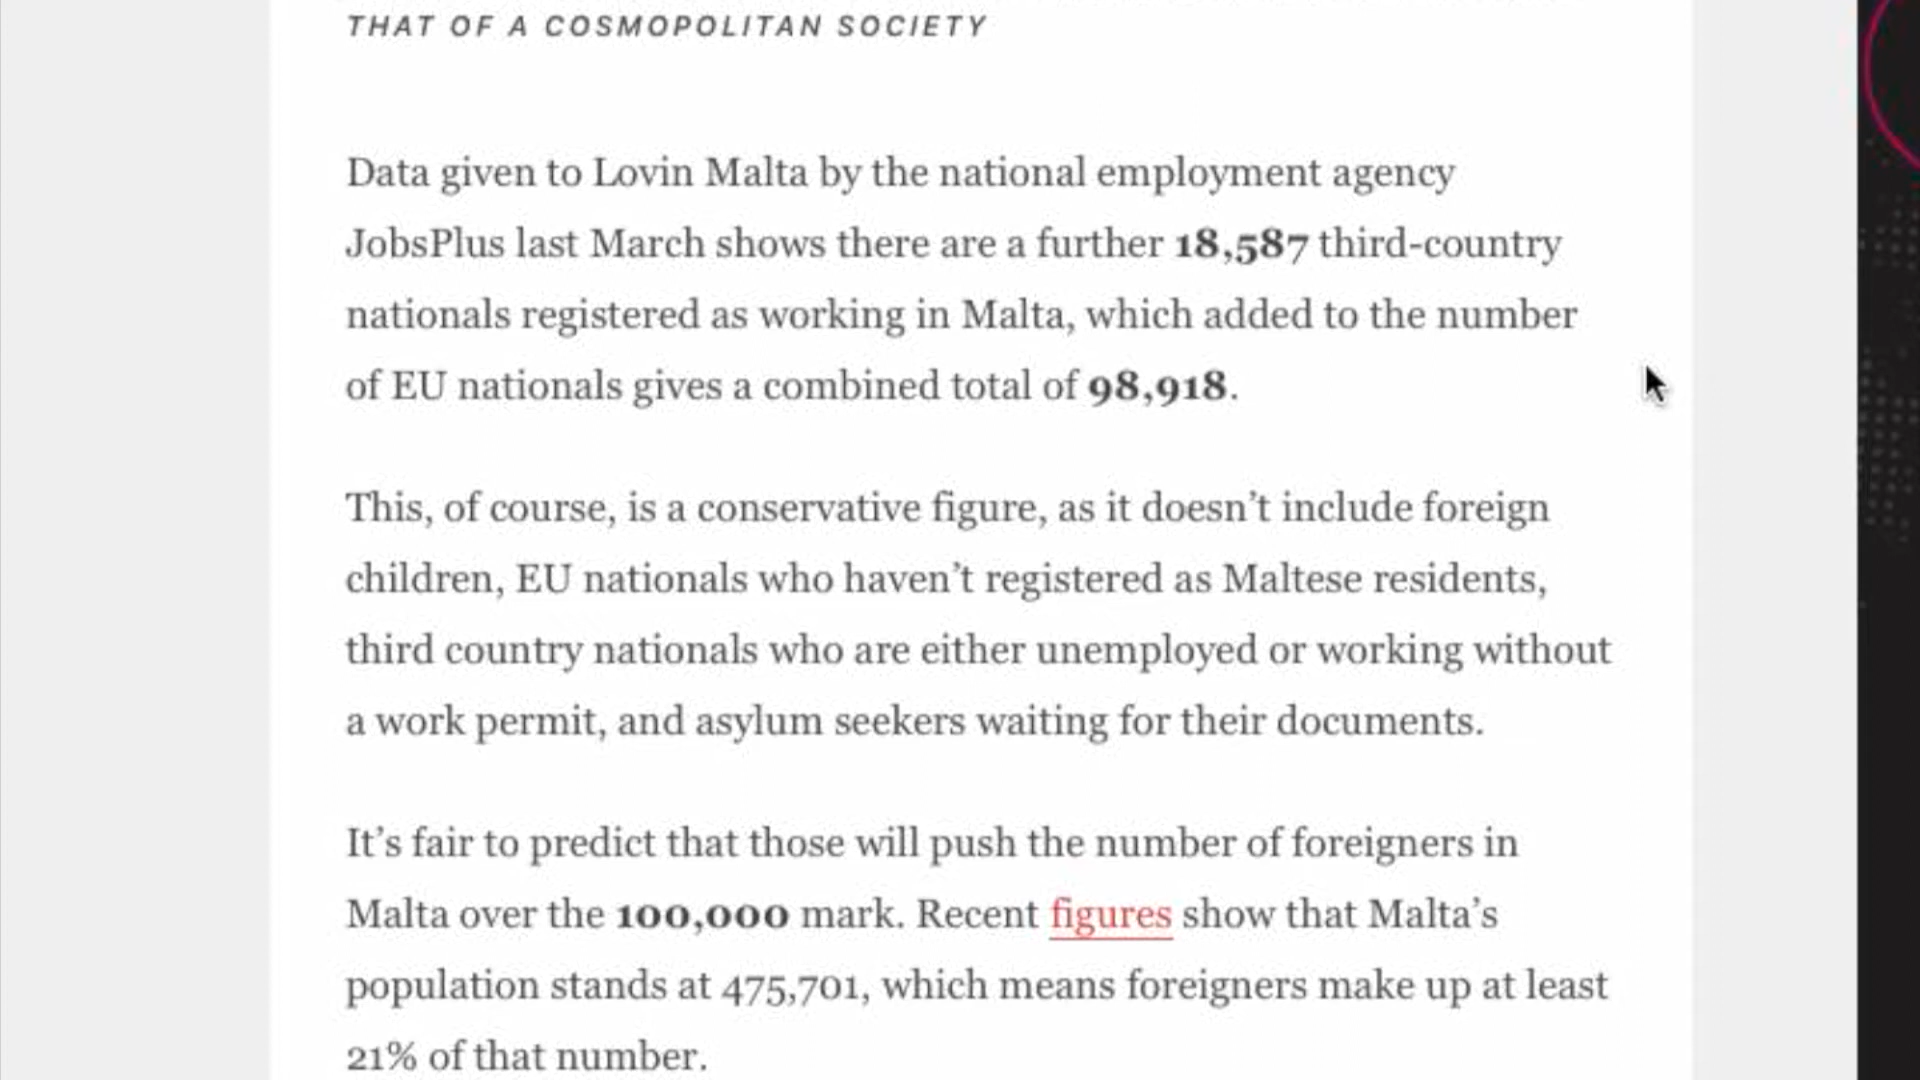 THAT OF A COSMOPOLITAN SOCIETY
Data given to Lovin Malta by the national employment agency
JobsPlus last March shows there are a further 18,587 third-country
nationals registered as working in Malta, which added to the number
of EU nationals gives a combined total of 98,918.
This, of course, is a conservative figure, as it doesn’t include foreign
children, EU nationals who haven’t registered as Maltese residents,
third country nationals who are either unemployed or working without
a work permit, and asylum seekers waiting for their documents.
It’s fair to predict that those will push the number of foreigners in
Malta over the 100,000 mark. Recent figures show that Malta’s
population stands at 475,701, which means foreigners make up at least
21% of that number.